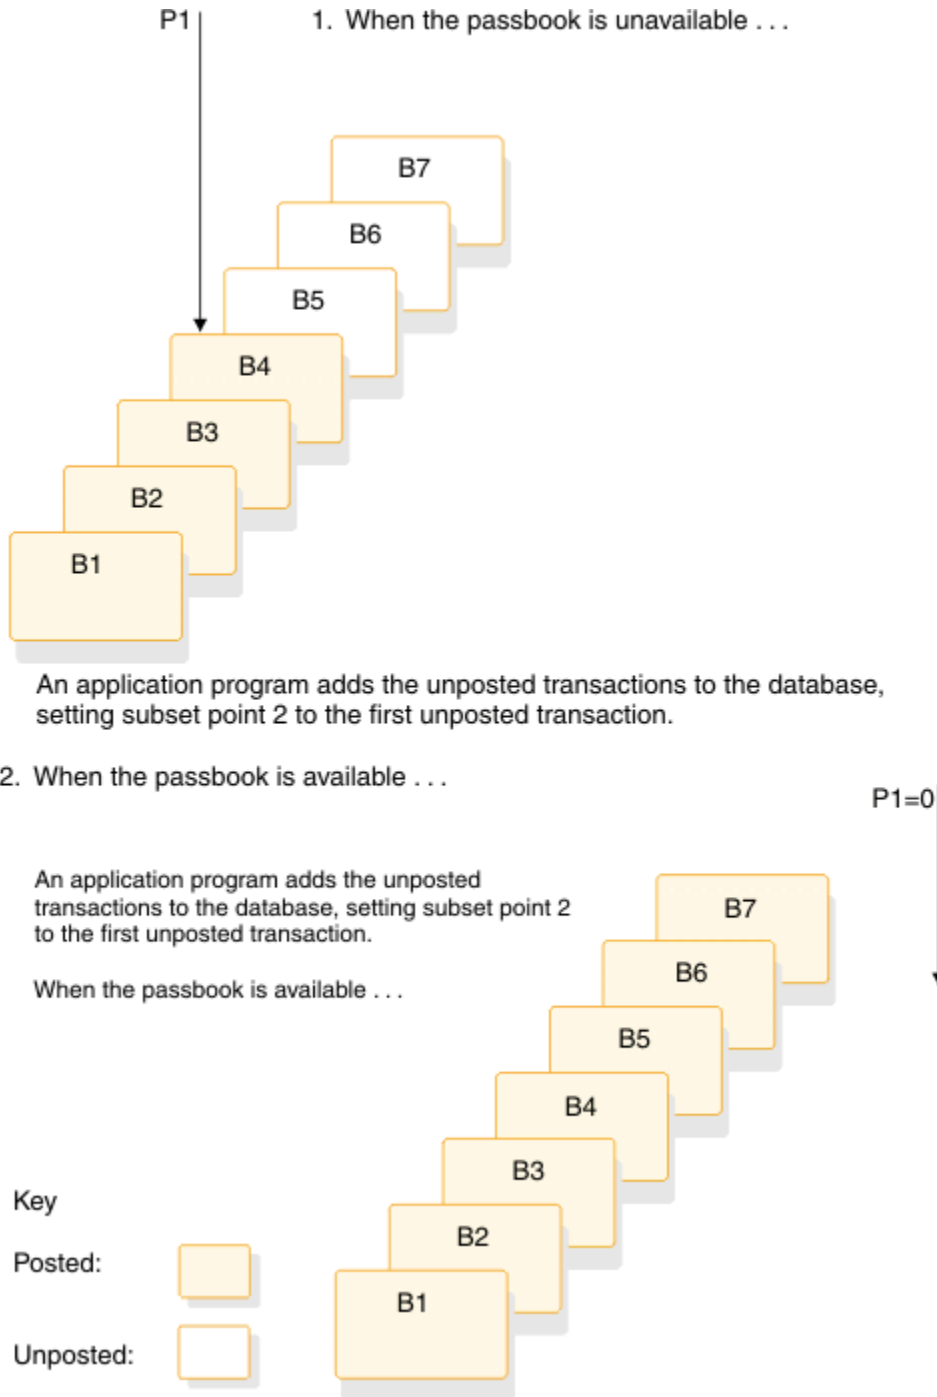 P1
1. When the passbook is unavailable . . .
B7
B6
B5
B4
B3
B2
B1
An application program adds the unposted transactions to the database,
setting subset point 2 to the first unposted transaction.
2. When the passbook is available . . .
P1=0
An application program adds the unposted
transactions to the database, setting subset point 2
to the first unposted transaction.
When the passbook is available . . .
B7
B6
B5
B4
B3
B2
B1
Key
Posted:
Unposted: